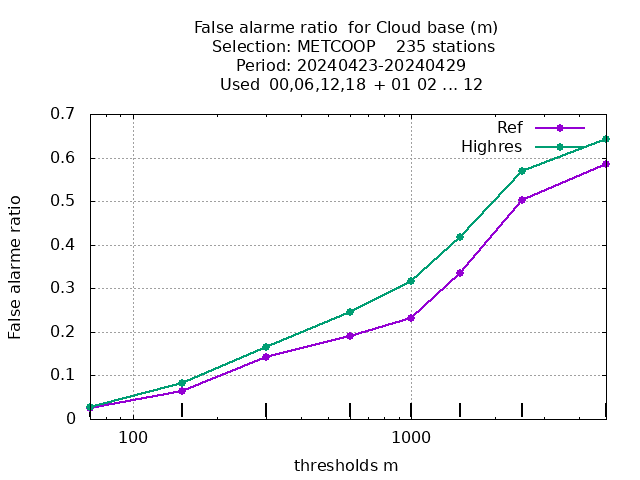 False alarme ratio  for Cloud base (m)
Selection: METCOOP    235 stations
Period: 20240423-20240429
Used  00,06,12,18  + 01 02 ... 12
Ref
Highres
False alarme ratio
0.7
0.6
0.5
0.4
0.3
0.2
0.1
0
100
1000
thresholds m